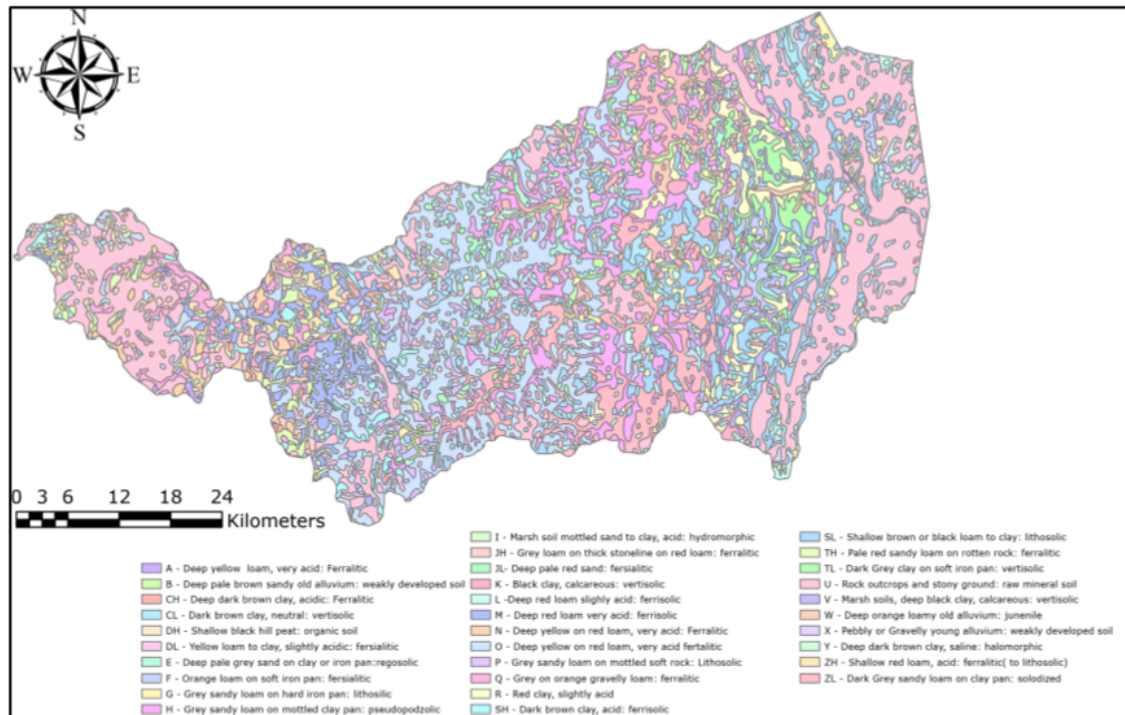 N
W E
S
0 3 6 12 18 24
Kilometers
A - Deep yellow loam, very acid: Ferralitic
B - Deep pale brown sandy old alluvium: weakly developed soil
CH - Deep dark brown clay, acidic: Ferralitic
CL - Dark brown clay, neutral: vertisolic
DH - Shallow black hill peat: organic soil
DL - Yellow loam to clay, slightly acidic: fersialitic
E - Deep pale grey sand on clay or iron pan:regosolic
F - Orange loam on soft iron pan: fersialitic
G - Grey sandy loam on hard iron pan: lithosilic
H - Grey sandy loam on mottled clay pan: pseudopodzolic
I - Marsh soil mottled sand to clay, acid: hydromorphic
JH - Grey loam on thick stoneline on red loam: ferralitic
JL- Deep pale red sand: fersialitic
K - Black clay, calcareous: vertisolic
L -Deep red loam slighly acid: ferrisolic
M - Deep red loam very acid: ferrisolic
N - Deep yellow on red loam, very acid: Ferralitic
O - Deep yellow on red loam, very acid fertalitic
P - Grey sandy loam on mottled soft rock: Lithosolic
Q - Grey on orange gravelly loam: ferralitic
R - Red clay, slightly acid
SH - Dark brown clay, acid: ferrisolic
SL - Shallow brown or black loam to clay: lithosolic
TH - Pale red sandy loam on rotten rock: ferralitic
TL - Dark Grey clay on soft iron pan: vertisolic
U - Rock outcrops and stony ground: raw mineral soil
V - Marsh soils, deep black clay, calcareous: vertisolic
W - Deep orange loamy old alluvium: junenile
X - Pebbly or Gravelly young alluvium: weakly developed soil
Y - Deep dark brown clay, saline: halomorphic
ZH - Shallow red loam, acid: ferralitic( to lithosolic)
ZL - Dark Grey sandy loam on clay pan: solodized